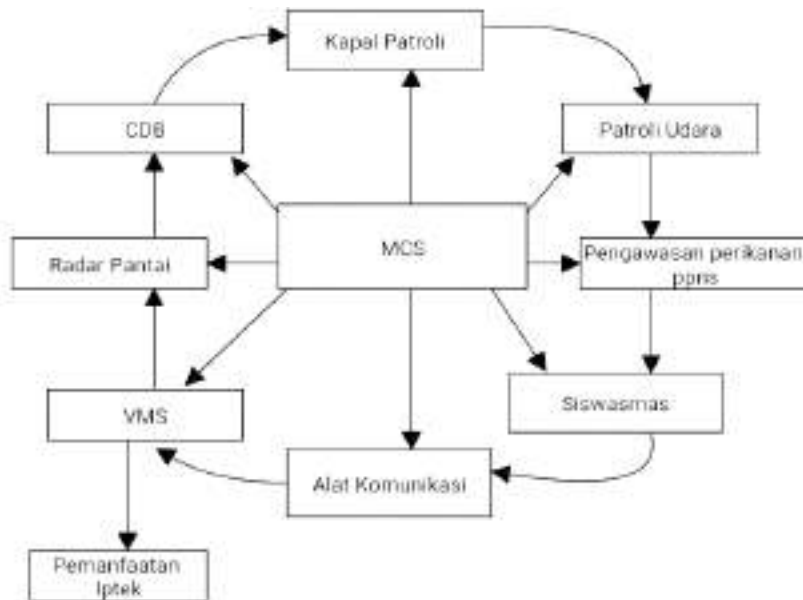 Kapal Patroli
CDB
Patroli Udara
MCS
Radar Pantai
Pengawasan perikanan
ppns
VMS
Siswasmas
Alat Komunikasi
Pemanfaatan
Iptek